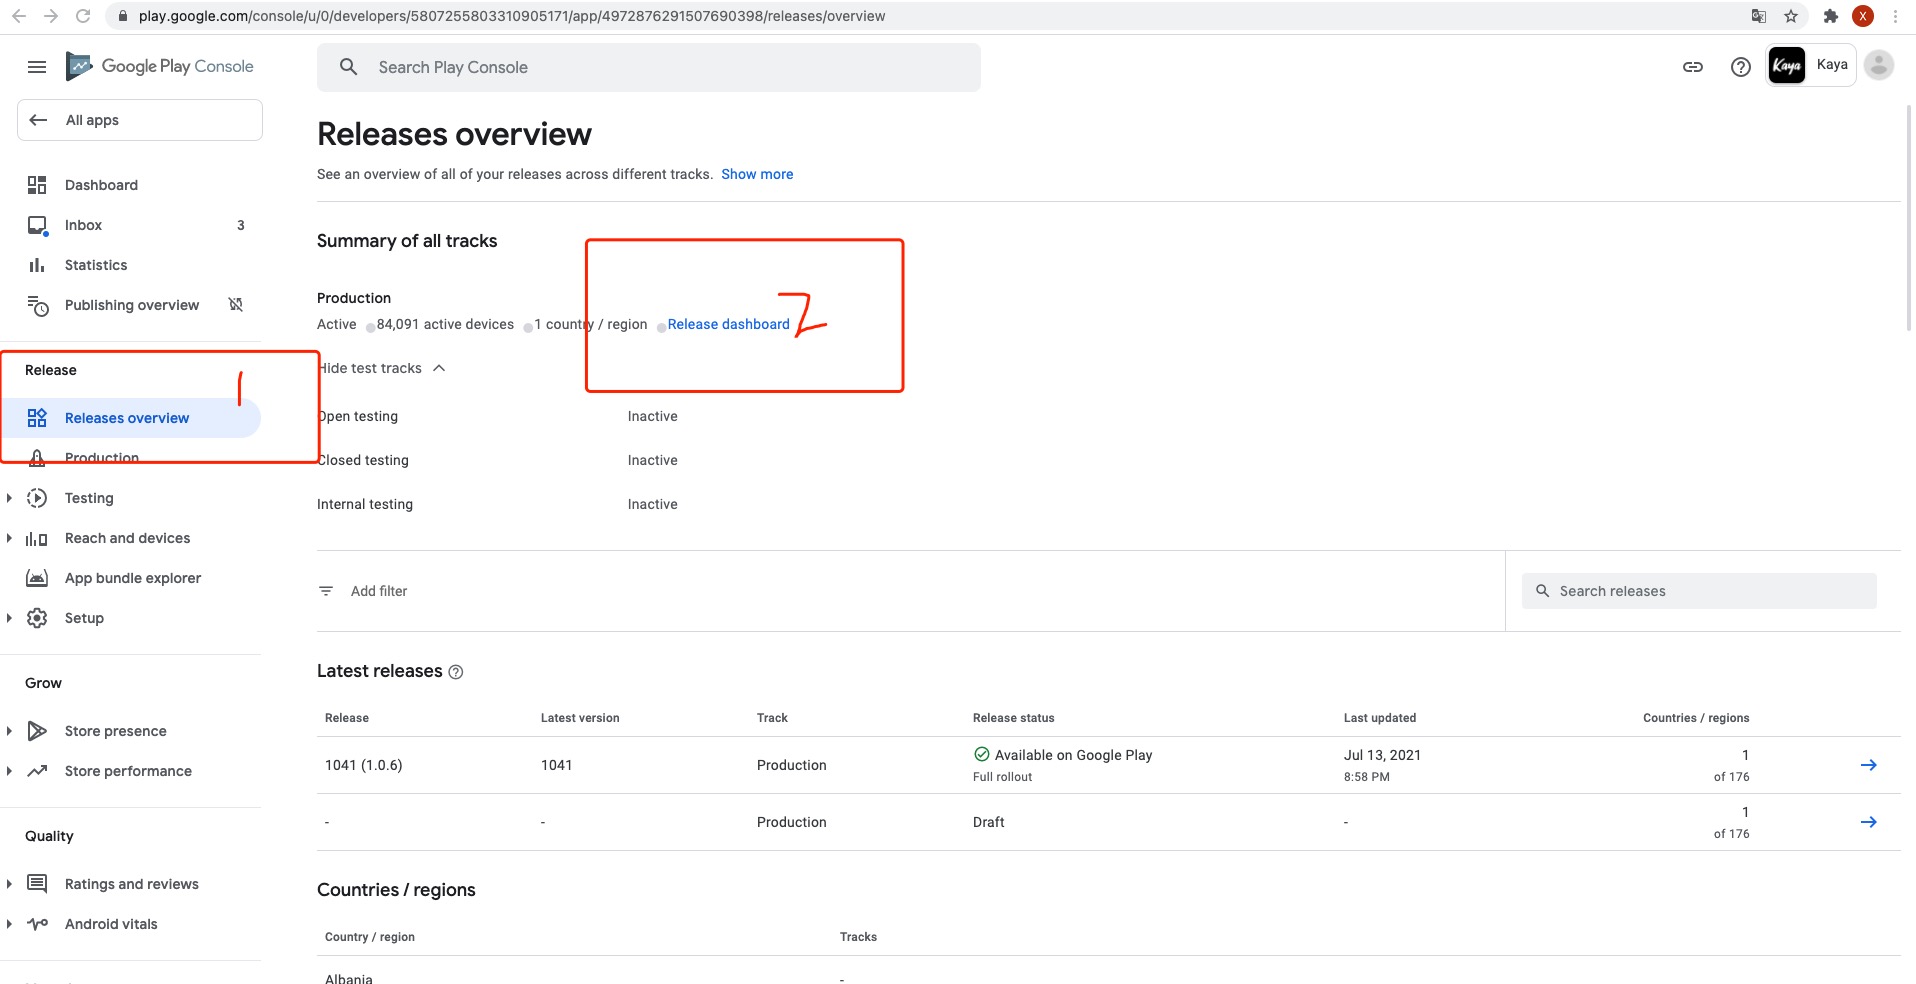 play.google.com/console/u/0/developers/5807255803310905171/app/4972876291507690398/releases/overview
X
Google Play Console
Search Play Console
Kaya
Kaya
All apps
Dashboard
Inbox 3
Statistics
Publishing overview
Release
1
Releases overview
Production
Testing
Reach and devices
App bundle explorer
Setup
Grow
Store presence
Store performance
Quality
Ratings and reviews
Android vitals
Releases overview
See an overview of all of your releases across different tracks. Show more
Summary of all tracks
Production
Active 84,091 active devices 1 country / region Release dashboard
2
Hide test tracks
Open testing Inactive
Closed testing Inactive
Internal testing Inactive
Add filter
Search releases
Latest releases ?
Release Latest version Track Release status Last updated Countries / regions
1041 (1.0.6) 1041 Production Available on Google Play Jul 13, 2021 1
Full rollout 8:58 PM of 176
- - Production Draft - 1
of 176
Countries / regions
Country / region Tracks
Albania -